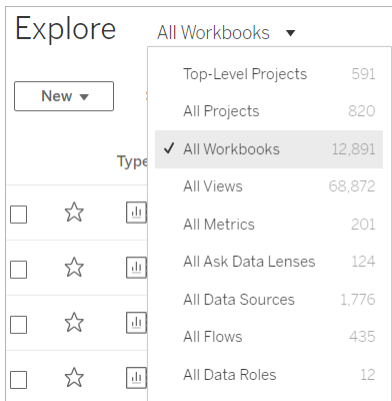 Explore All Workbooks
Top-Level Projects 591
New
All Projects 820
All Workbooks 12,891
Type
All Views 68,872
All Metrics 201
All Ask Data Lenses 124
All Data Sources 1,776
All Flows 435
All Data Roles 12